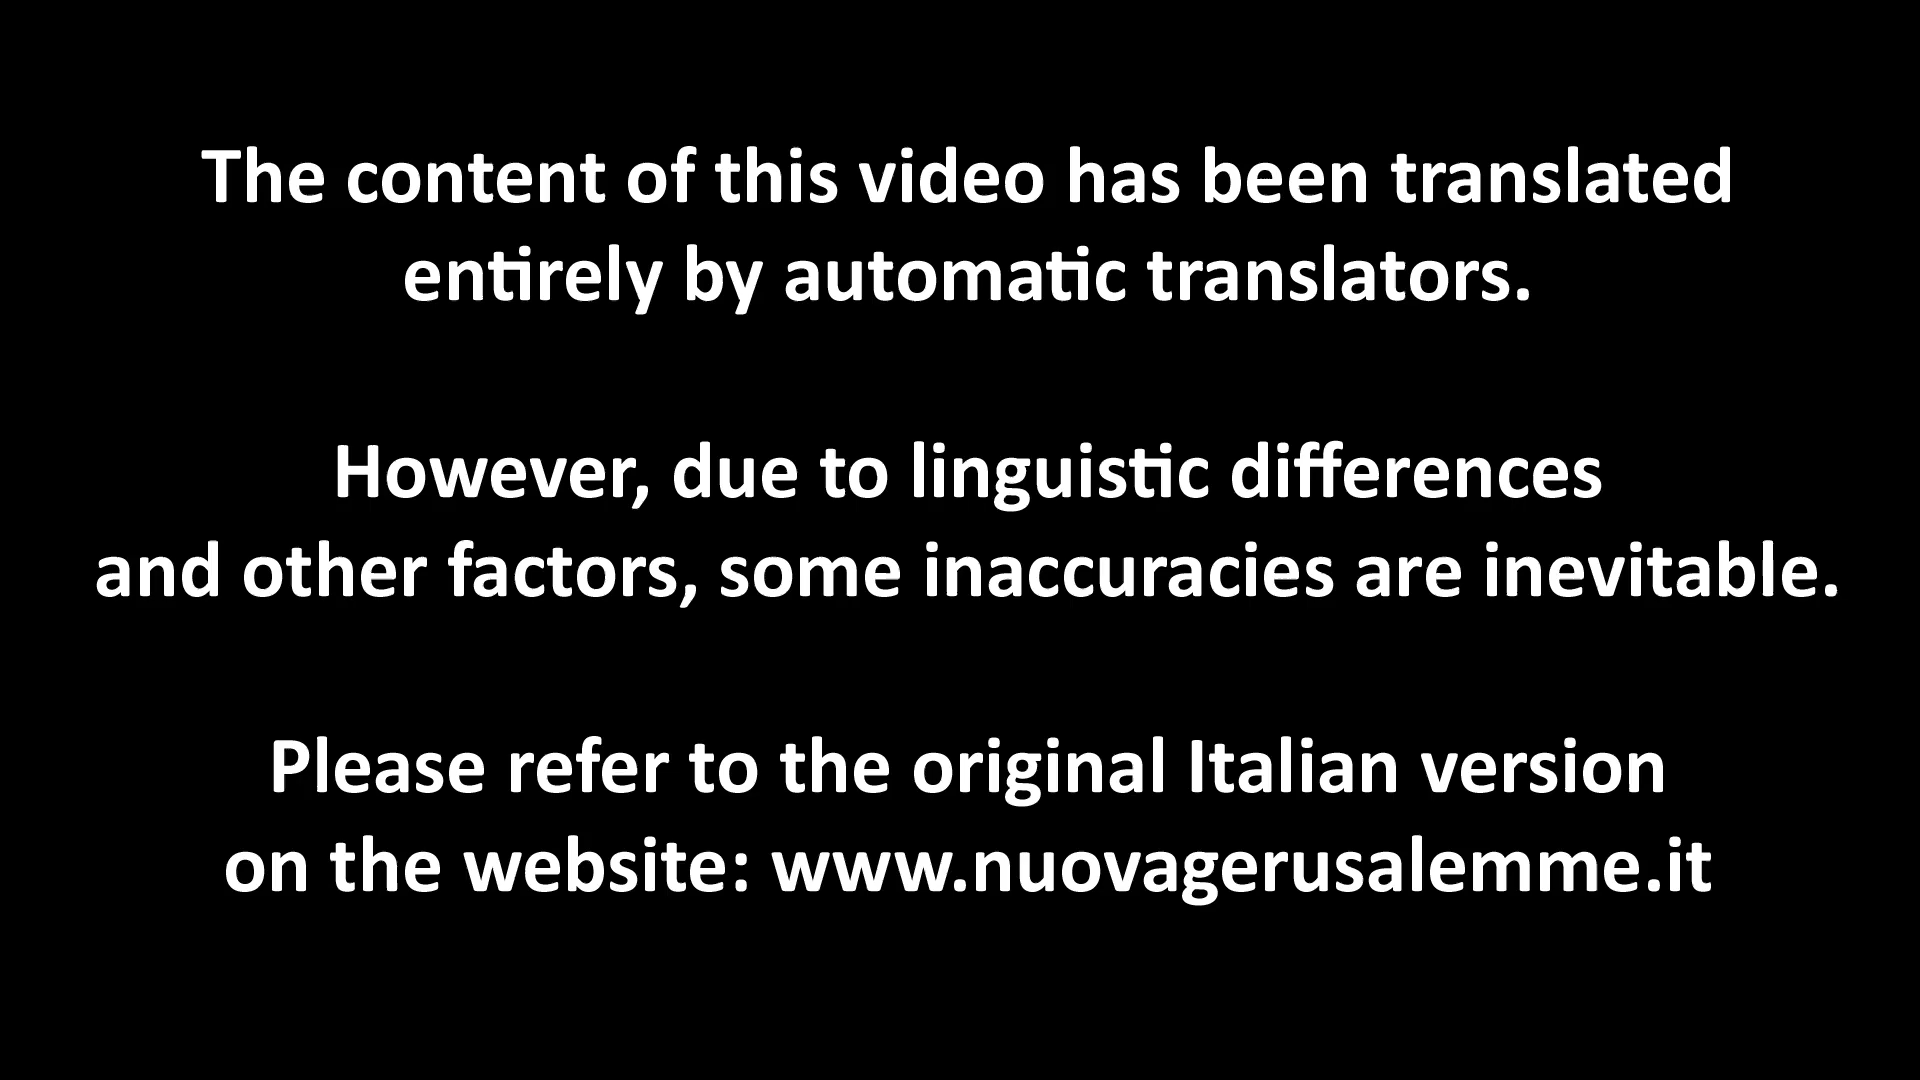 The content of this video has been translated
entirely by automatic translators.
However, due to linguistic differences
and other factors, some inaccuracies are inevitable.
Please refer to the original Italian version
on the website: www.nuovagerusalemme.it